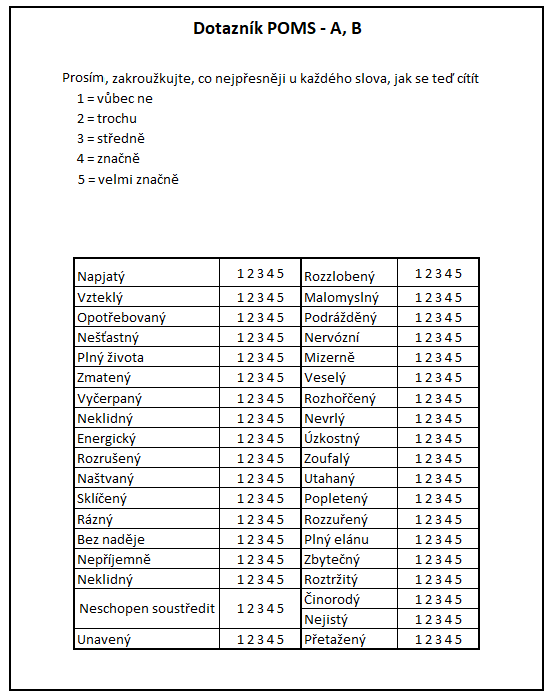 Dotazník POMS - A, B
Prosím, zakroužkujte, co nejpřesněji u každého slova, jak se teď cítít
1 = vůbec ne
2 = trochu
3 = středně
4 = značně
5 = velmi značně
Napjatý 1 2 3 4 5 Rozzlobený 1 2 3 4 5
Vzteklý 1 2 3 4 5 Malomyslný 1 2 3 4 5
Opotřebovaný 1 2 3 4 5 Podrážděný 1 2 3 4 5
Nešťastný 1 2 3 4 5 Nervózní 1 2 3 4 5
Plný života 1 2 3 4 5 Mizerně 1 2 3 4 5
Zmatený 1 2 3 4 5 Veselý 1 2 3 4 5
Vyčerpaný 1 2 3 4 5 Rozhořčený 1 2 3 4 5
Neklidný 1 2 3 4 5 Nevrlý 1 2 3 4 5
Energický 1 2 3 4 5 Úzkostný 1 2 3 4 5
Rozrušený 1 2 3 4 5 Zoufalý 1 2 3 4 5
Naštvaný 1 2 3 4 5 Utahaný 1 2 3 4 5
Sklíčený 1 2 3 4 5 Popletený 1 2 3 4 5
Rázný 1 2 3 4 5 Rozzuřený 1 2 3 4 5
Bez naděje 1 2 3 4 5 Plný elánu 1 2 3 4 5
Nepříjemně 1 2 3 4 5 Zbytečný 1 2 3 4 5
Neklidný 1 2 3 4 5 Roztržitý 1 2 3 4 5
Neschopen soustředit 1 2 3 4 5 Činorodý 1 2 3 4 5
Nejistý 1 2 3 4 5
Unavený 1 2 3 4 5 Přetažený 1 2 3 4 5